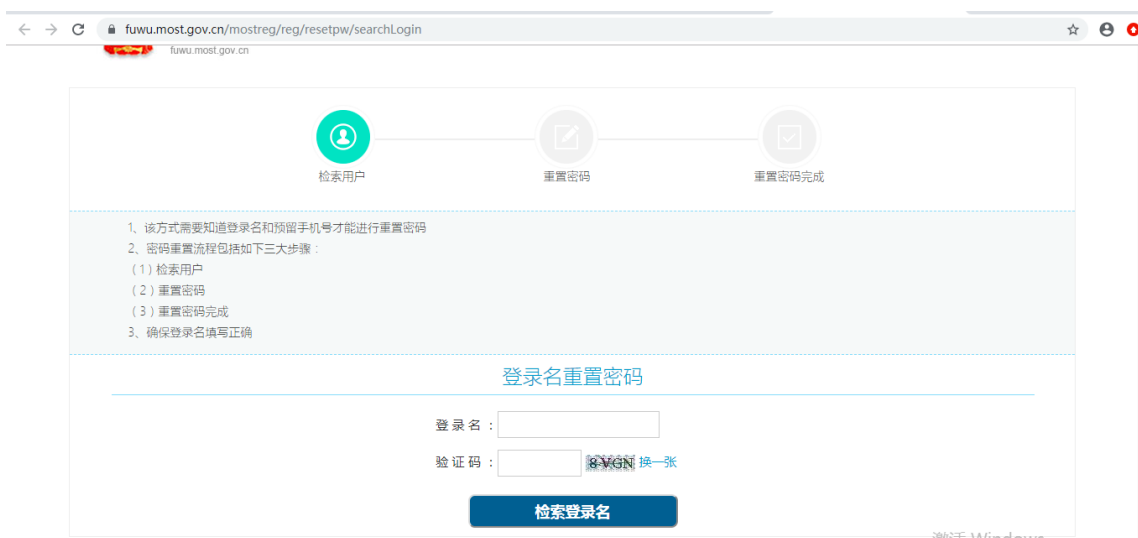 fuwu.most.gov.cn/mostreg/reg/resetpw/searchLogin
fuwu.most.gov.cn
检索用户
重置密码
重置密码完成
1、该方式需要知道登录名和预留手机号才能进行重置密码
2、密码重置流程包括如下三大步骤：
（1）检索用户
（2）重置密码
（3）重置密码完成
3、确保登录名填写正确
登录名重置密码
登 录 名 ：
验 证 码 ： 换一张
检索登录名
激活 Windows